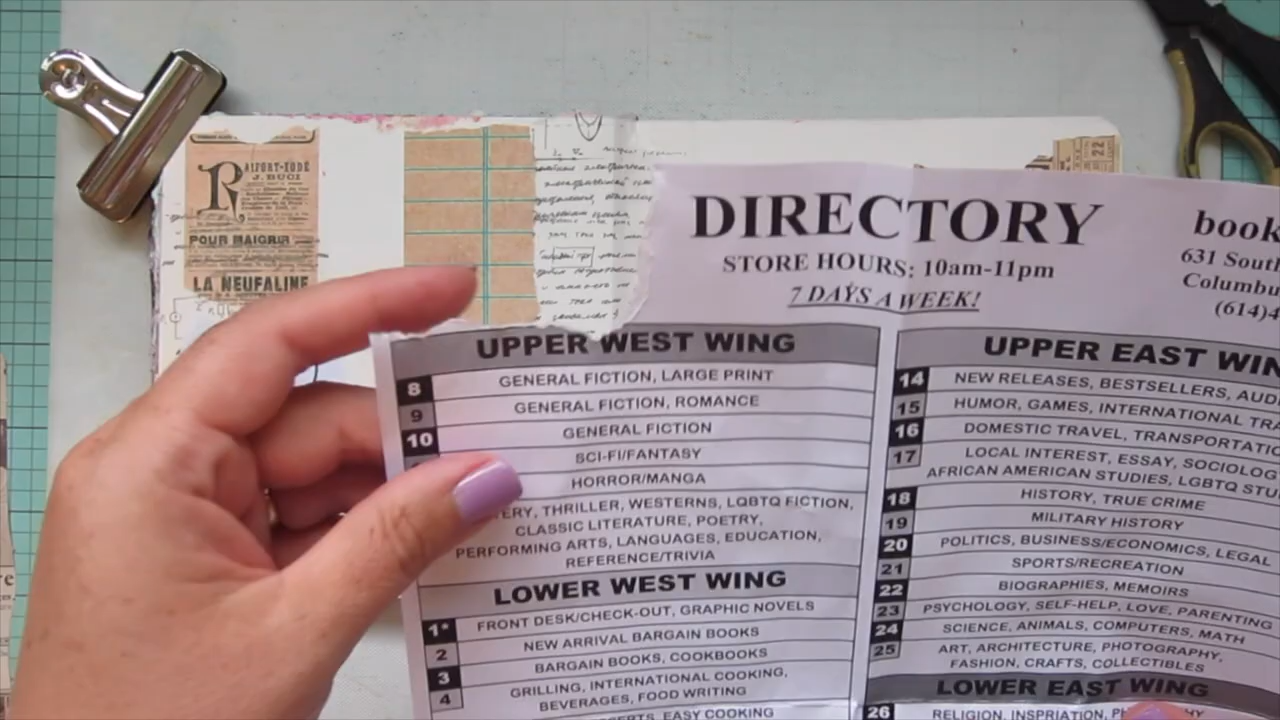 RAIFORT-IODÉ
J. BUCI
POUR MAIGRIR
LA NEUFALINE
22
DIRECTORY
STORE HOURS: 10am-11pm
7 DAYS A WEEK!
book
631 South
Columbu
(614)4
UPPER WEST WING
8 GENERAL FICTION, LARGE PRINT
9 GENERAL FICTION, ROMANCE
10 GENERAL FICTION
SCI-FI/FANTASY
HORROR/MANGA
TERY, THRILLER, WESTERNS, LGBTQ FICTION,
CLASSIC LITERATURE, POETRY,
PERFORMING ARTS, LANGUAGES, EDUCATION,
REFERENCE/TRIVIA
LOWER WEST WING
1* FRONT DESK/CHECK-OUT, GRAPHIC NOVELS
2 NEW ARRIVAL BARGAIN BOOKS
3 BARGAIN BOOKS, COOKBOOKS
4 GRILLING, INTERNATIONAL COOKING,
BEVERAGES, FOOD WRITING
EASY COOKING
UPPER EAST WIN
14 NEW RELEASES, BESTSELLERS, AUD
15 HUMOR, GAMES, INTERNATIONAL TR
16 DOMESTIC TRAVEL, TRANSPORTATIO
17 LOCAL INTEREST, ESSAY, SOCIOLOG
AFRICAN AMERICAN STUDIES, LGBTQ STU
18 HISTORY, TRUE CRIME
19 MILITARY HISTORY
20 POLITICS, BUSINESS/ECONOMICS, LEGAL
21 SPORTS/RECREATION
22 BIOGRAPHIES, MEMOIRS
23 PSYCHOLOGY, SELF-HELP, LOVE, PARENTING
24 SCIENCE, ANIMALS, COMPUTERS, MATH
25 ART, ARCHITECTURE, PHOTOGRAPHY,
FASHION, CRAFTS, COLLECTIBLES
LOWER EAST WING
26 RELIGION, INSPRIATION,